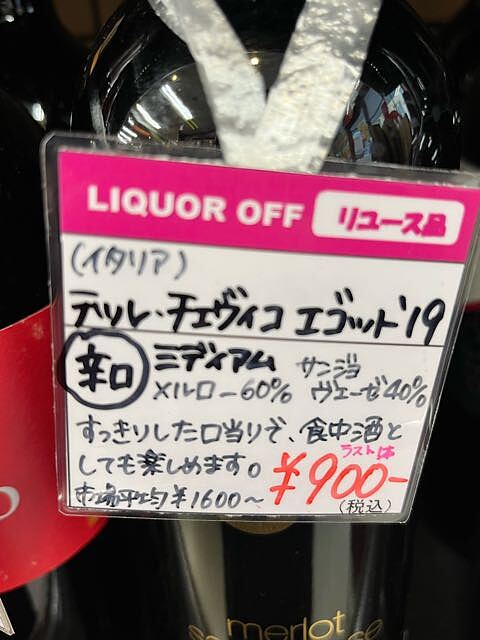 LIQUOR OFF リユース品
(イタリア)
テッレ・チェヴィコ エゴット'19
辛口 ミディアム サンジョ
メルロー60% ヴェーゼ40%
すっきりした口当りで、食中酒と
しても楽しめます。 ラスト1本
市場平均¥1600~ ¥900-
(税込)
merlot